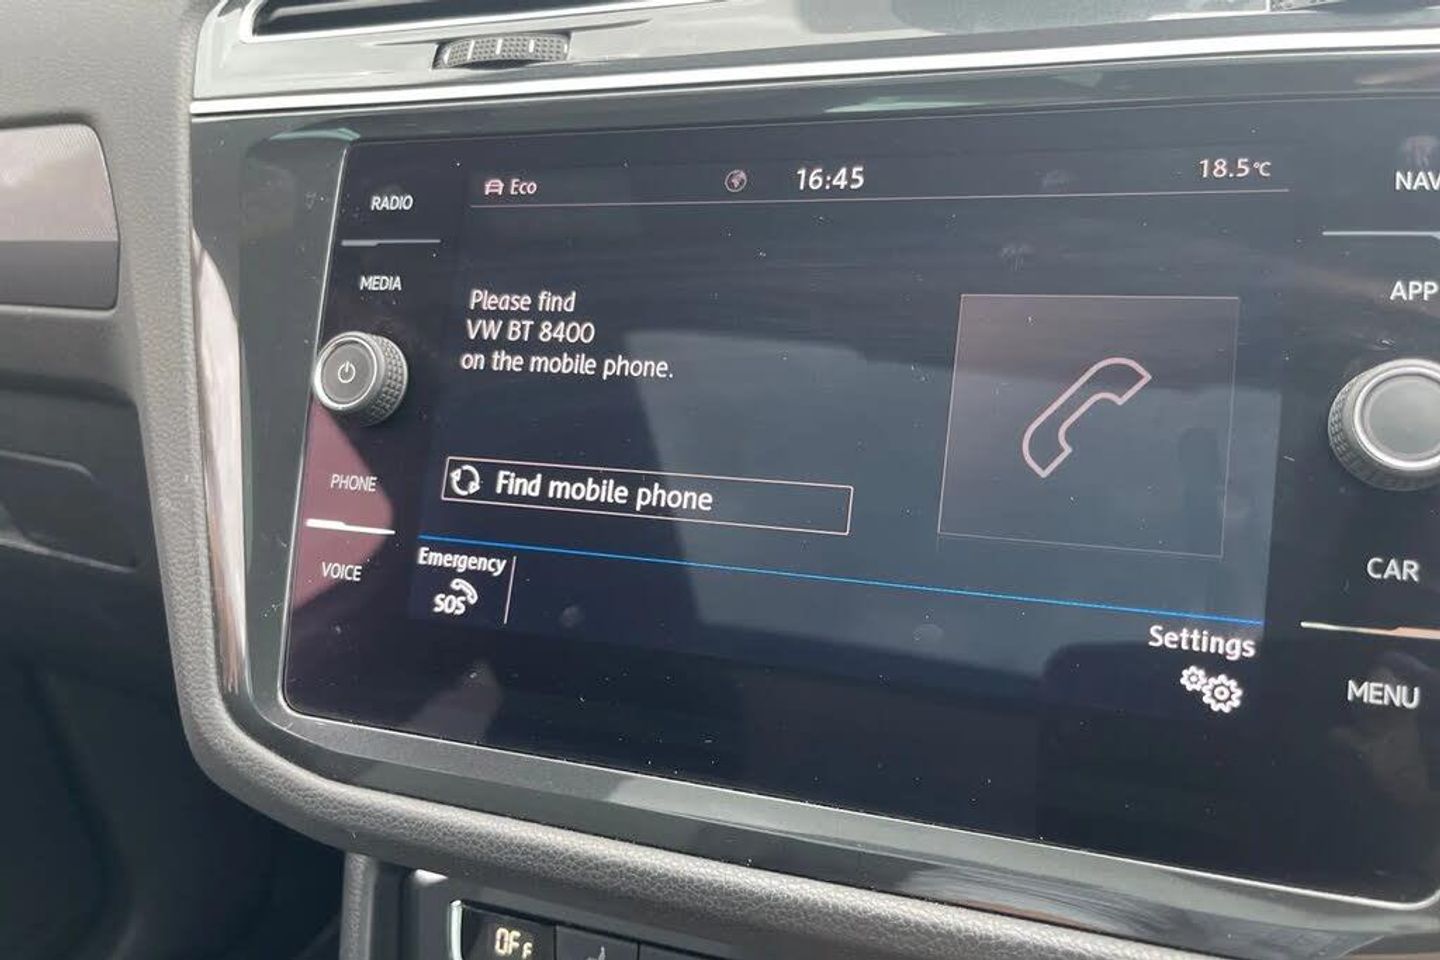 Eco
16:45
18.5°C
RADIO
MEDIA
PHONE
VOICE
Please find
VW BT 8400
on the mobile phone.
Find mobile phone
Emergency
SOS
Settings
NAV
APP
CAR
MENU
OFF